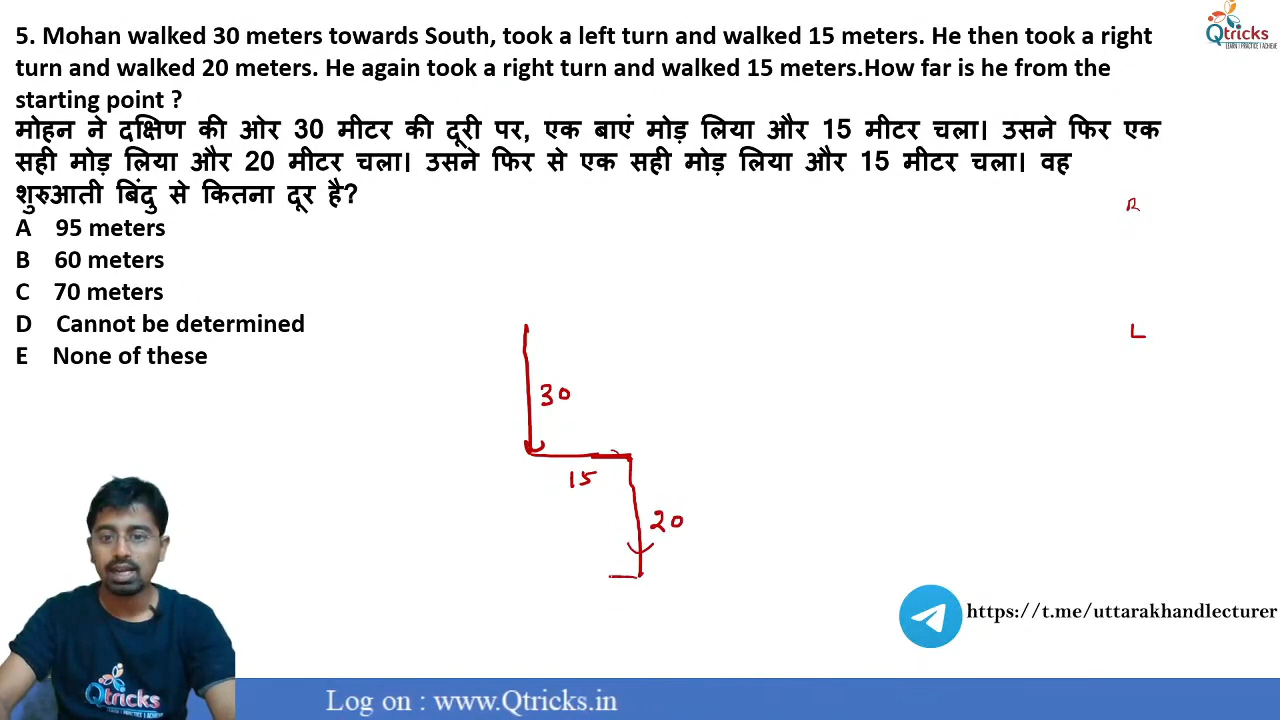 5. Mohan walked 30 meters towards South, took a left turn and walked 15 meters. He then took a right
turn and walked 20 meters. He again took a right turn and walked 15 meters.How far is he from the
starting point ?
मोहन ने दक्षिण की ओर 30 मीटर की दूरी पर, एक बाएं मोड़ लिया और 15 मीटर चला। उसने फिर एक
सही मोड़ लिया और 20 मीटर चला। उसने फिर से एक सही मोड़ लिया और 15 मीटर चला। वह
शुरुआती बिंदु से कितना दूर है?
A 95 meters
B 60 meters
C 70 meters
D Cannot be determined
E None of these
Qtricks
LEARN | PRACTICE | ACHIEVE
R
L
30
15
20
https://t.me/uttarakhandlecturer
Qtricks
Log on : www.Qtricks.in